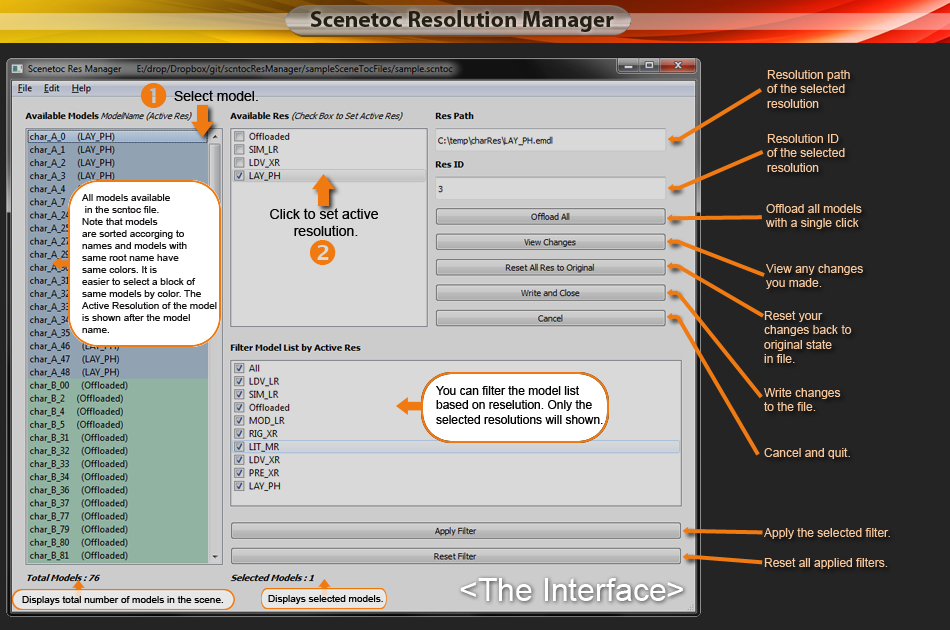 Scenetoc Resolution Manager
Scenetoc Res Manager E:/drop/Dropbox/git/scntocResManager/sampleSceneTocFiles/sample.scntoc
File Edit Help
1 Select model.
Available Models ModelName (Active Res)
char_A_0 (LAY_PH)
char_A_1 (LAY_PH)
char_A_2 (LAY_PH)
char_A_3 (LAY_PH)
char_A_4
char_A_7
char_A_24
char_A_25
char_A_27
char_A_29
char_A_30
char_A_31
char_A_32
char_A_33
char_A_34
char_A_35
char_A_46 (LAY_PH)
char_A_47 (LAY_PH)
char_A_48 (LAY_PH)
char_B_00 (Offloaded)
char_B_2 (Offloaded)
char_B_4 (Offloaded)
char_B_5 (Offloaded)
char_B_31 (Offloaded)
char_B_32 (Offloaded)
char_B_33 (Offloaded)
char_B_34 (Offloaded)
char_B_36 (Offloaded)
char_B_37 (Offloaded)
char_B_77 (Offloaded)
char_B_79 (Offloaded)
char_B_80 (Offloaded)
char_B_81 (Offloaded)
All models available
in the scntoc file.
Note that models
are sorted accorging to
names and models with
same root name have
same colors. It is
easier to select a block of
same models by color. The
Active Resolution of the model
is shown after the model
name.
Total Models : 76
Displays total number of models in the scene.
Available Res (Check Box to Set Active Res)
Offloaded
SIM_LR
LDV_XR
LAY_PH
Click to set active
resolution.
2
Res Path
C:\temp\charRes\LAY_PH.emdl
Res ID
3
Offload All
View Changes
Reset All Res to Original
Write and Close
Cancel
Filter Model List by Active Res
All
LDV_LR
SIM_LR
Offloaded
MOD_LR
RIG_XR
LIT_MR
LDV_XR
PRE_XR
LAY_PH
You can filter the model list
based on reselution. Only the
selected resolutions will shown.
Apply Filter
Reset Filter
Selected Models : 1
Displays selected models.
<The Interface>
Resolution path
of the selected
resolution
Resolution ID
of the selected
resolution
Offload all models
with a single click
View any changes
you made.
Reset your
changes back to
original state
in file.
Write changes
to the file.
Cancel and quit.
Apply the selected filter.
Reset all applied filters.